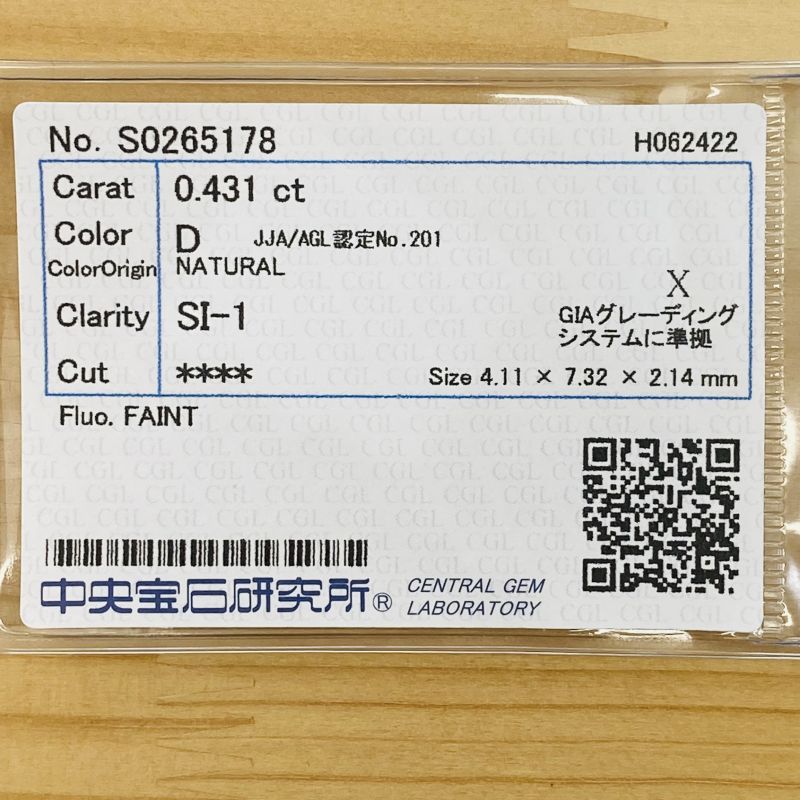 No. S0265178
H062422
Carat 0.431 ct
Color D JJA/AGL認定No.201
ColorOrigin NATURAL
X
Clarity SI-1
GIAグレーディング
システムに準拠
Cut ****
Size 4.11 × 7.32 × 2.14 mm
Fluo. FAINT
中央宝石研究所®
CENTRAL GEM
LABORATORY